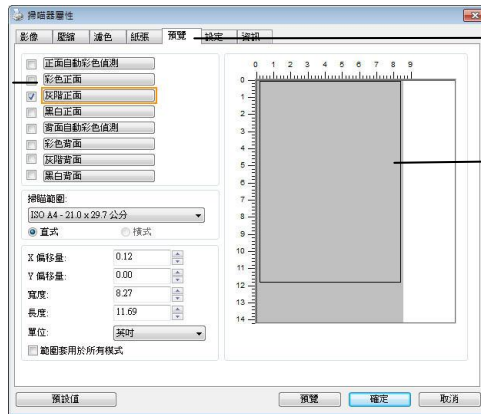 掃瞄器屬性
影像 壓縮 濾色 紙張 預覽 設定 資訊
正面自動彩色偵測
彩色正面
灰階正面
黑白正面
背面自動彩色偵測
彩色背面
灰階背面
黑白背面
掃瞄範圍:
ISO A4 - 21.0 x 29.7 公分
直式 橫式
X 偏移量: 0.12
Y 偏移量: 0.00
寬度: 8.27
長度: 11.69
單位: 英吋
範圍套用於所有模式
0 1 2 3 4 5 6 7 8 9
0
1
2
3
4
5
6
7
8
9
10
11
12
13
14
預設值 預覽 確定 取消